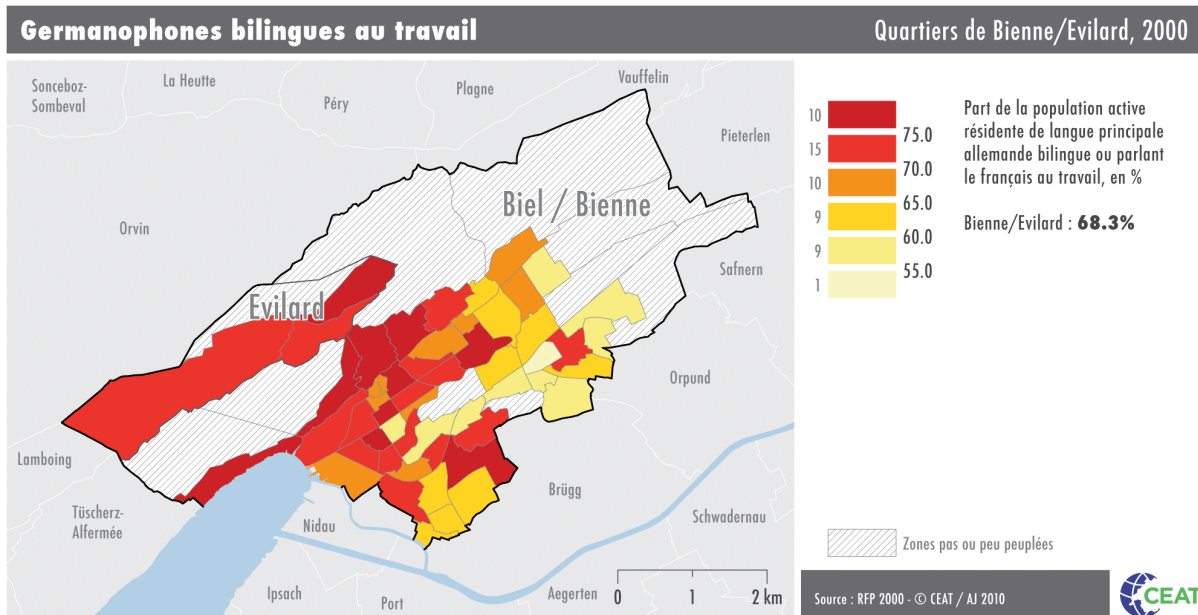 Germanophones bilingues au travail
Quartiers de Bienne/Evilard, 2000
Sonceboz-
Sombeval
La Heutte
Péry
Plagne
Vauffelin
Pieterlen
Orvin
Biel / Bienne
Safnern
Evilard
Orpund
Lamboing
Tüscherz-
Alfermée
Nidau
Brügg
Schwadernau
Ipsach
Port
Aegerten
0 1 2 km
10
75.0
15
70.0
10
65.0
9
60.0
9
55.0
1
Part de la population active
résidente de langue principale
allemande bilingue ou parlant
le français au travail, en %
Bienne/Evilard : 68.3%
Zones pas ou peu peuplées
Source : RFP 2000 - © CEAT / AJ 2010
CEAT